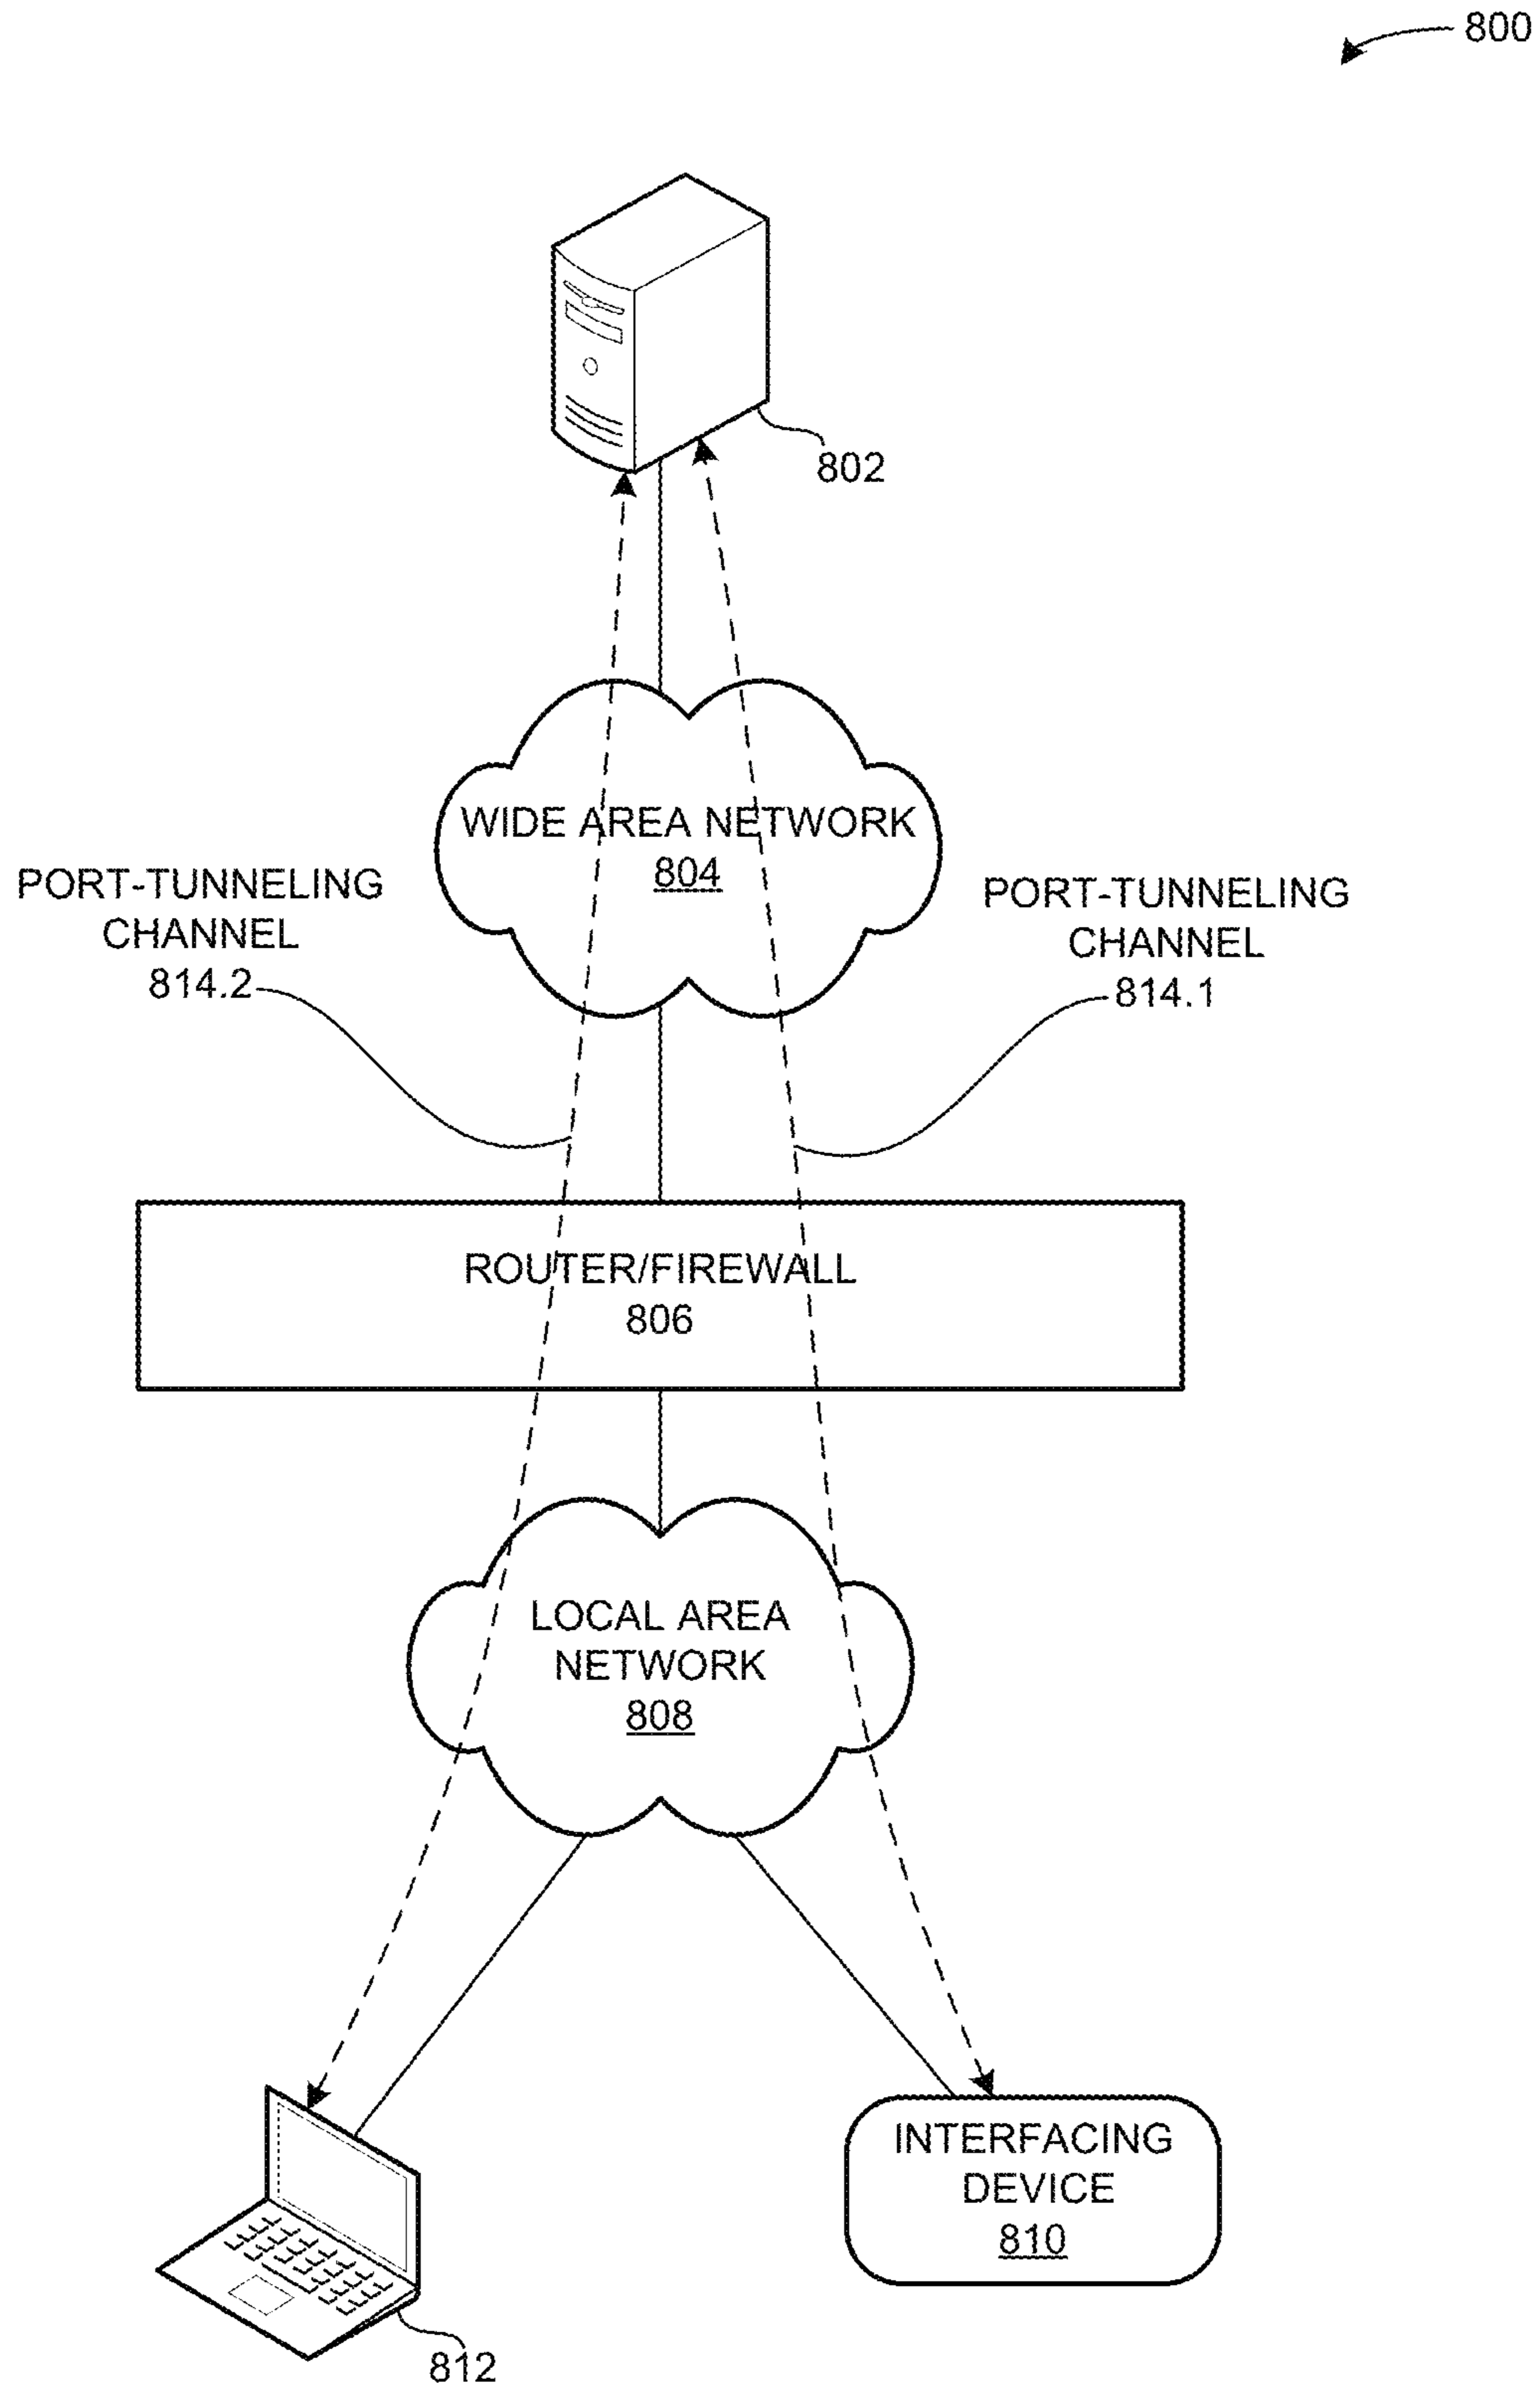 800
802
WIDE AREA NETWORK
804
PORT-TUNNELING
CHANNEL
814.2
PORT-TUNNELING
CHANNEL
814.1
ROUTER/FIREWALL
806
LOCAL AREA
NETWORK
808
INTERFACING
DEVICE
810
812